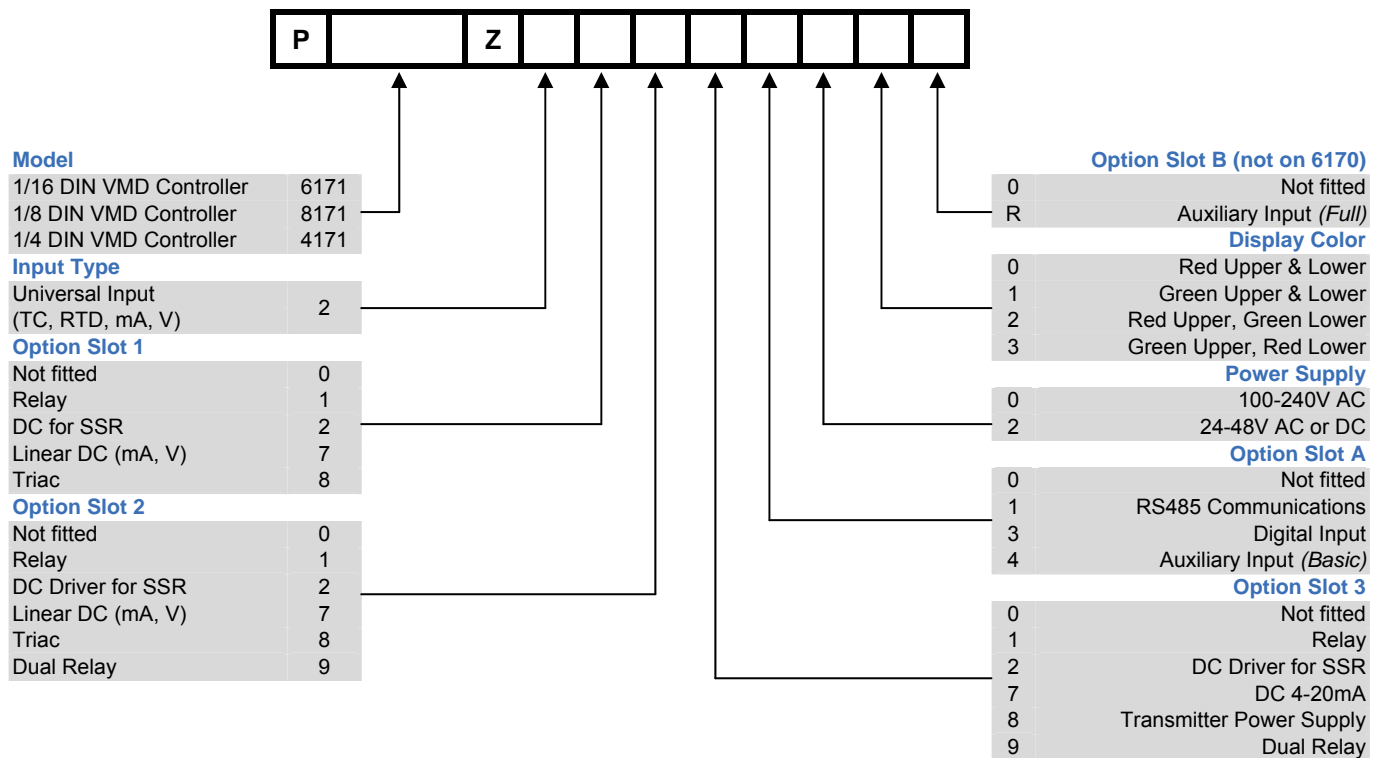 P Z
Model
1/16 DIN VMD Controller 6171
1/8 DIN VMD Controller 8171
1/4 DIN VMD Controller 4171
Input Type
Universal Input
(TC, RTD, mA, V) 2
Option Slot 1
Not fitted 0
Relay 1
DC for SSR 2
Linear DC (mA, V) 7
Triac 8
Option Slot 2
Not fitted 0
Relay 1
DC Driver for SSR 2
Linear DC (mA, V) 7
Triac 8
Dual Relay 9
Option Slot B (not on 6170)
0 Not fitted
R Auxiliary Input (Full)
Display Color
0 Red Upper & Lower
1 Green Upper & Lower
2 Red Upper, Green Lower
3 Green Upper, Red Lower
Power Supply
0 100-240V AC
2 24-48V AC or DC
Option Slot A
0 Not fitted
1 RS485 Communications
3 Digital Input
4 Auxiliary Input (Basic)
Option Slot 3
0 Not fitted
1 Relay
2 DC Driver for SSR
7 DC 4-20mA
8 Transmitter Power Supply
9 Dual Relay